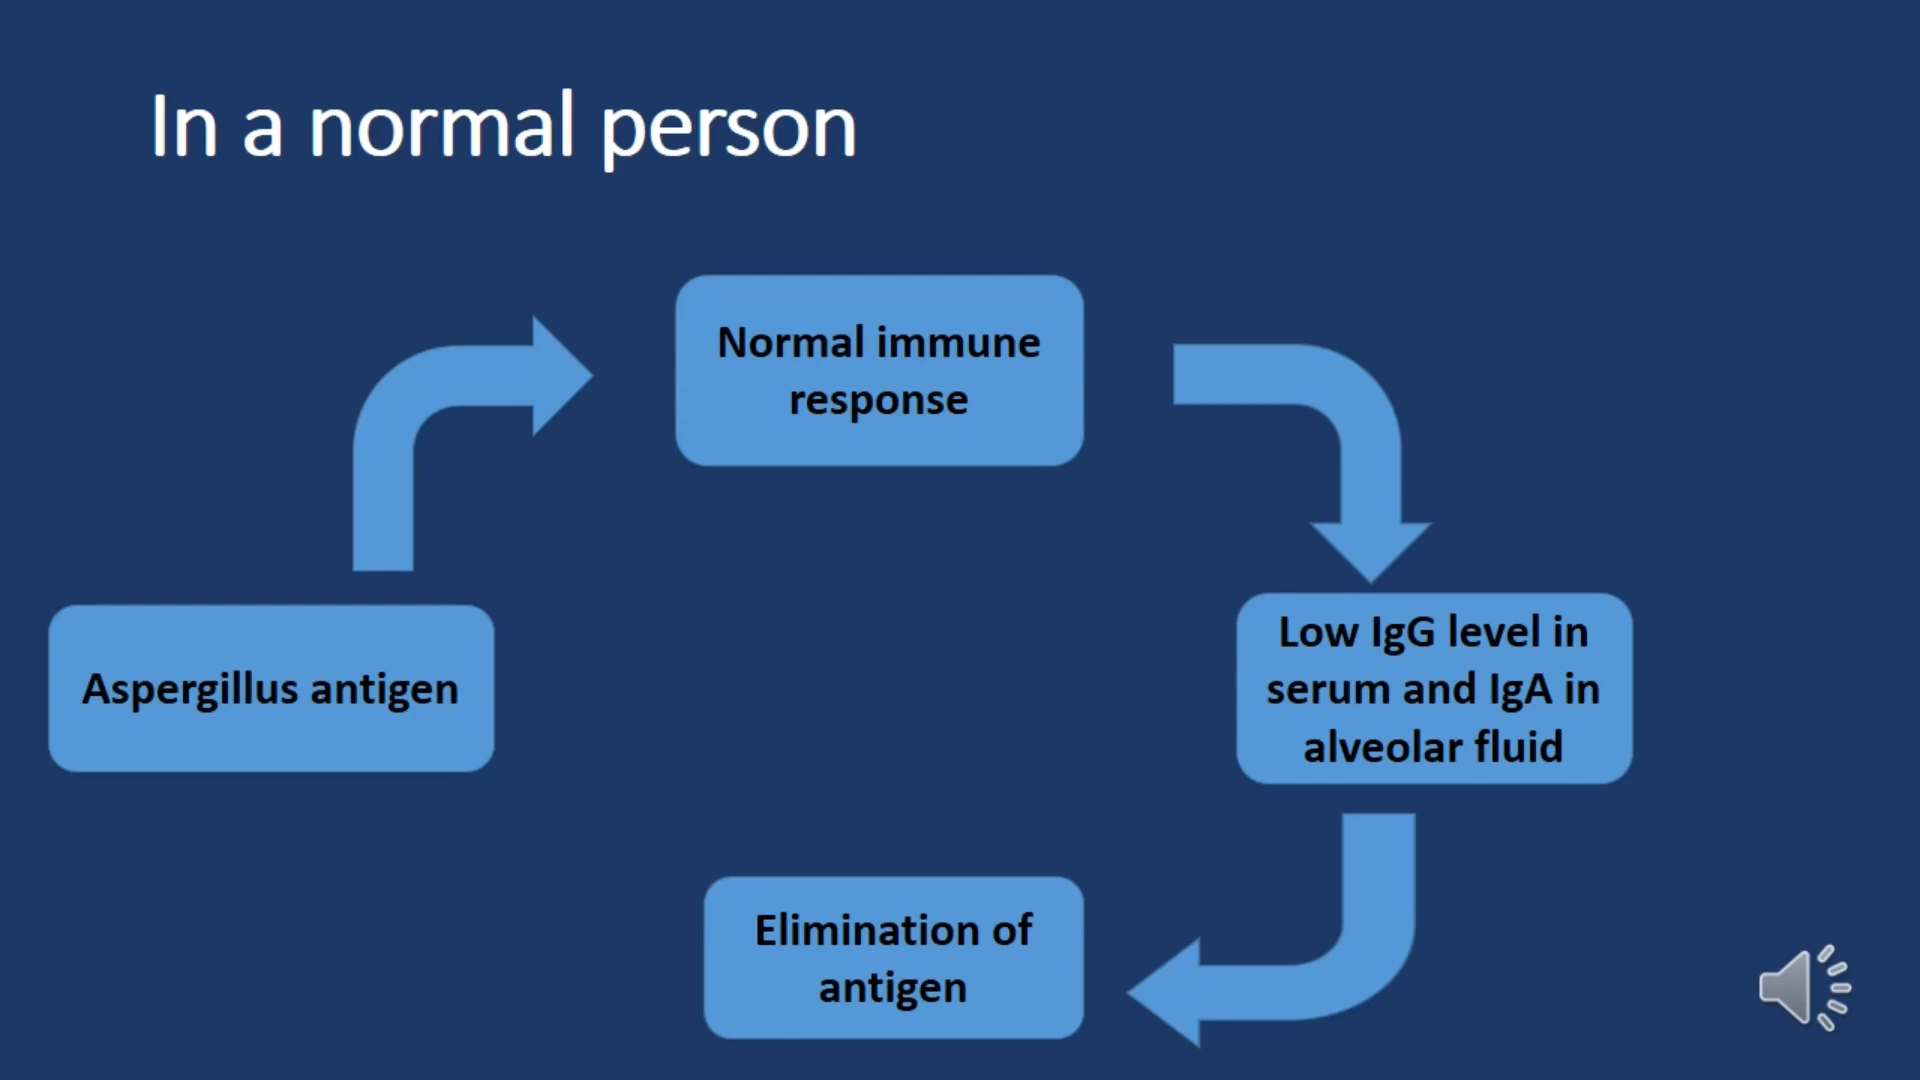 In a normal person
Normal immune
response
Aspergillus antigen
Low IgG level in
serum and IgA in
alveolar fluid
Elimination of
antigen